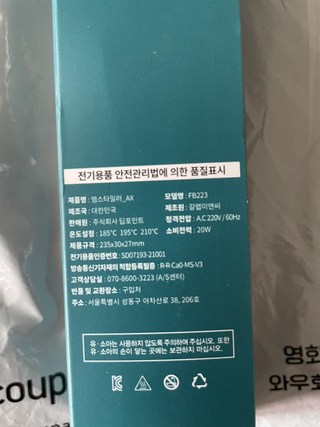 전기용품 안전관리법에 의한 품질표시
제품명 : 엠스타일러_AX 모델명 : FB223
제조국 : 대한민국 제조원 : 갈렙이앤씨
판매원 : 주식회사 딥포인트 정격전압 : A.C 220V / 60Hz
온도설정 : 185℃ 195℃ 210℃ 소비전력 : 20W
제품규격 : 235x30x27mm
전기용품인증번호 : SD07193-21001
방송통신기자재의 적합등록필증 : R-R-Ca0-MS-V3
고객상담실 : 070-8600-3223 (A/S센터)
반품 및 교환장소 : 구입처
주소 : 서울특별시 성동구 아차산로 38, 206호
유·소아는 사용하지 않도록 주의하여 주십시오. 또한
유·소아의 손이 닿는 곳에는 보관하지 마십시오.
coup
영화
와우회